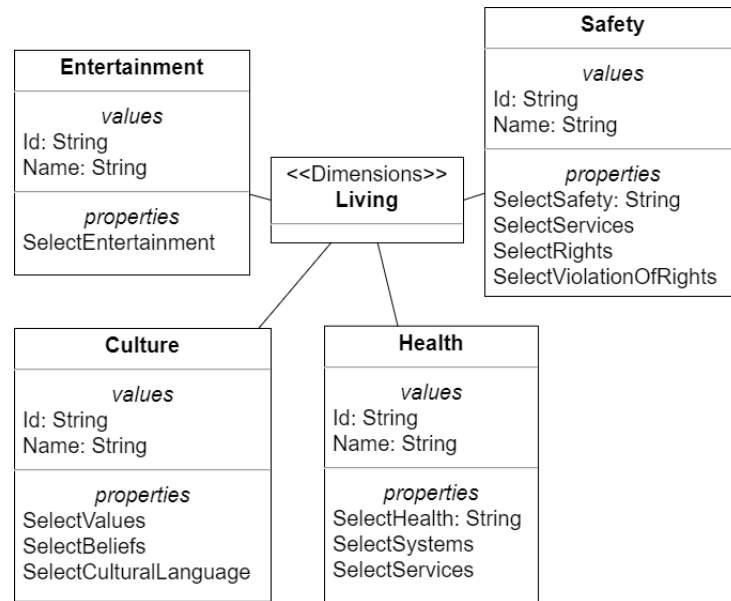 Entertainment
values
Id: String
Name: String
properties
SelectEntertainment
<<Dimensions>>
Living
Safety
values
Id: String
Name: String
properties
SelectSafety: String
SelectServices
SelectRights
SelectViolationOfRights
Culture
values
Id: String
Name: String
properties
SelectValues
SelectBeliefs
SelectCulturalLanguage
Health
values
Id: String
Name: String
properties
SelectHealth: String
SelectSystems
SelectServices